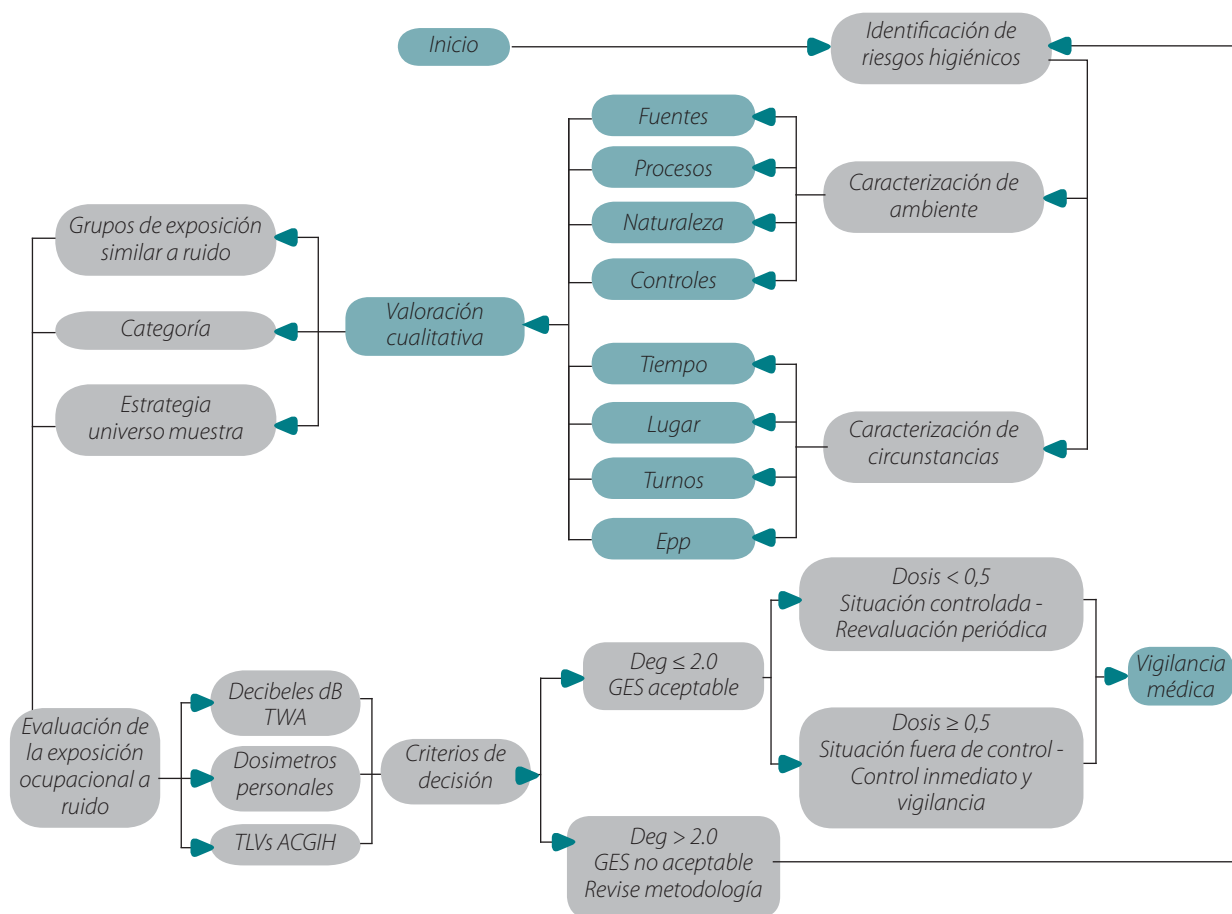 Inicio
Identificación de
riesgos higiénicos
Fuentes
Procesos
Naturaleza
Controles
Caracterización de
ambiente
Grupos de exposición
similar a ruido
Categoría
Estrategia
universo muestra
Valoración
cualitativa
Tiempo
Lugar
Turnos
Epp
Caracterización de
circunstancias
Evaluación de
la exposición
ocupacional a
ruido
Decibeles dB
TWA
Dosimetros
personales
TLVs ACGIH
Criterios de
decisión
Deg ≤ 2.0
GES aceptable
Deg > 2.0
GES no aceptable
Revise metodología
Dosis < 0,5
Situación controlada -
Reevaluación periódica
Dosis ≥ 0,5
Situación fuera de control -
Control inmediato y
vigilancia
Vigilancia
médica